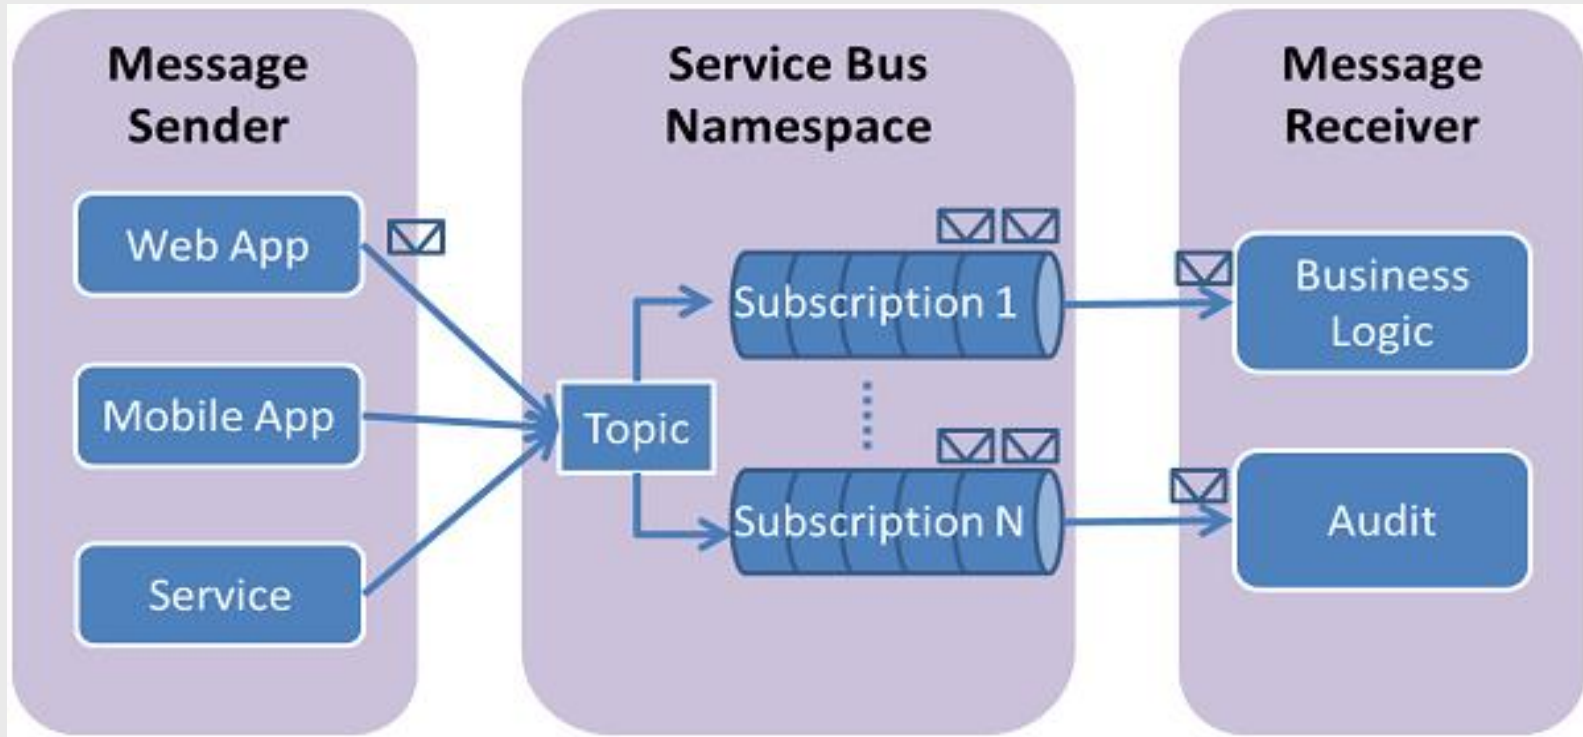 Message
Sender
Web App
Mobile App
Service
Service Bus
Namespace
Topic
Subscription 1
Subscription N
Message
Receiver
Business
Logic
Audit